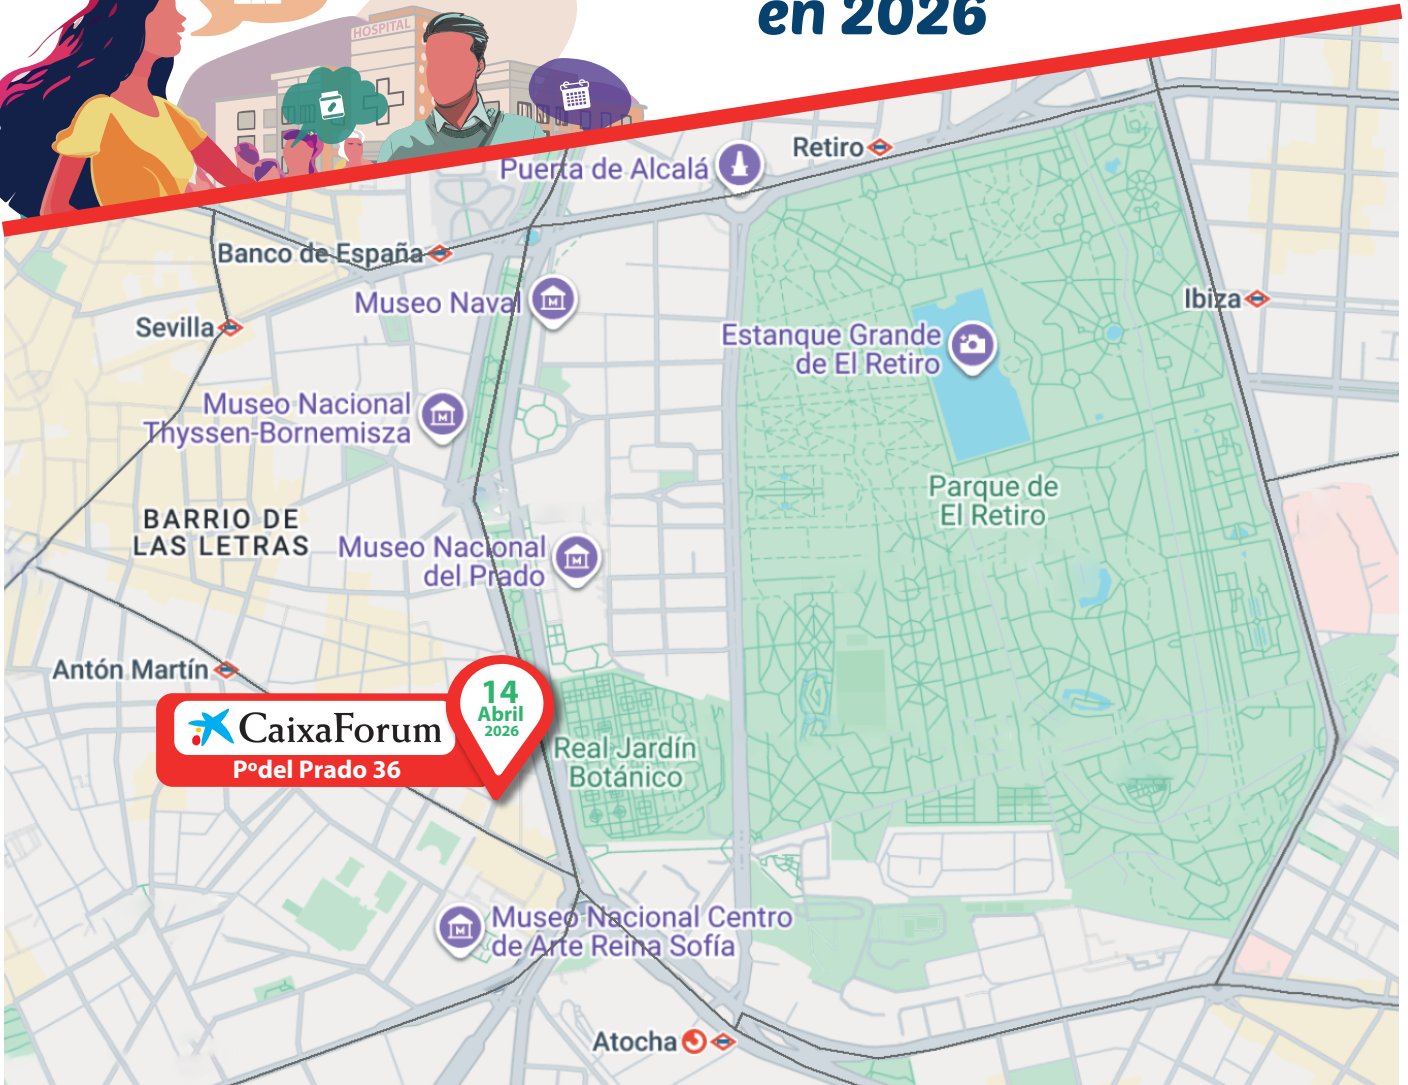 en 2026
HOSPITAL
Retiro
Puerta de Alcalá
Banco de España
Museo Naval
Ibiza
Sevilla
Estanque Grande
de El Retiro
Museo Nacional
Thyssen-Bornemisza
Parque de
El Retiro
BARRIO DE
LAS LETRAS
Museo Nacional
del Prado
Antón Martín
14
Abril
2026
CaixaForum
Pºdel Prado 36
Real Jardín
Botánico
Museo Nacional Centro
de Arte Reina Sofía
Atocha